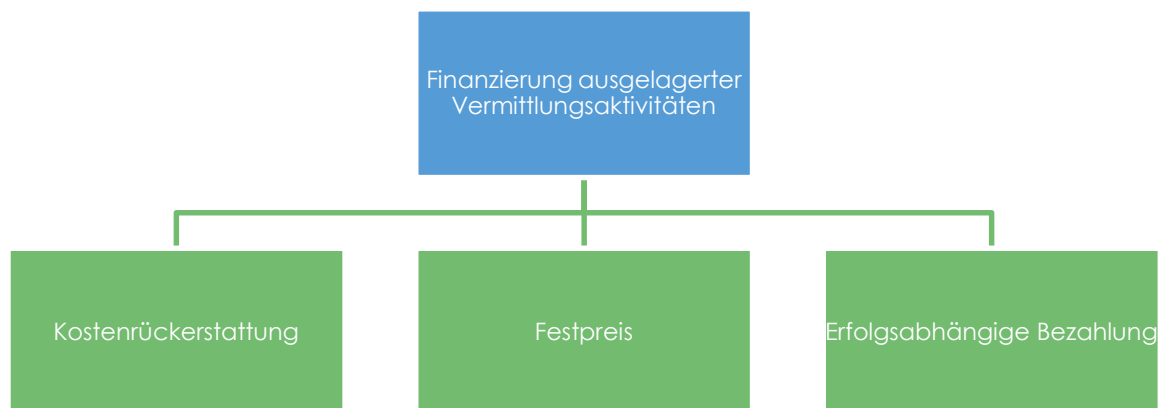 Finanzierung ausgelagerter
Vermittlungsaktivitäten
Kostenrückerstattung
Festpreis
Erfolgsabhängige Bezahlung